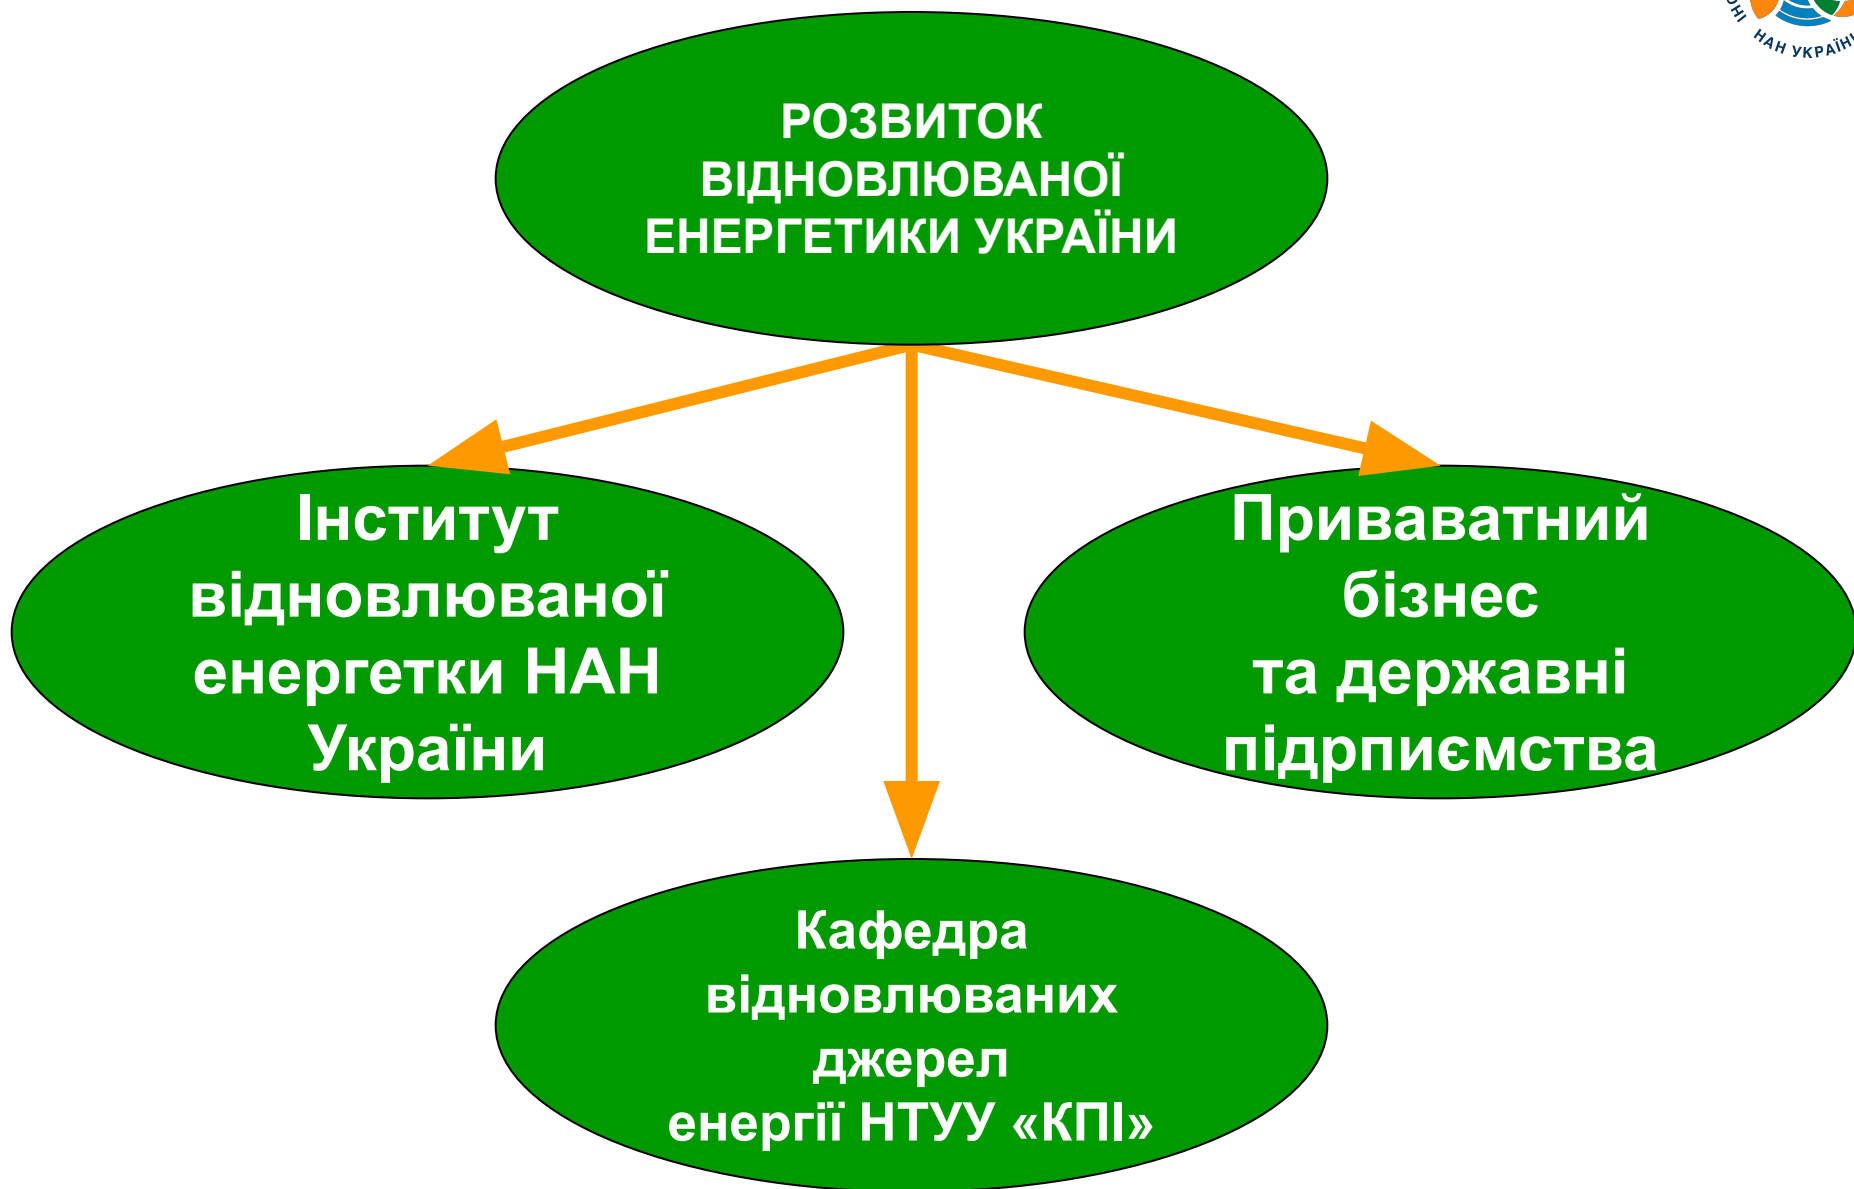 НАН УКРАЇНИ
РОЗВИТОК
ВІДНОВЛЮВАНОЇ
ЕНЕРГЕТИКИ УКРАЇНИ
Інститут
відновлюваної
енергетки НАН
України
Приваватний
бізнес
та державні
підрпиємства
Кафедра
відновлюваних
джерел
енергії НТУУ «КПІ»